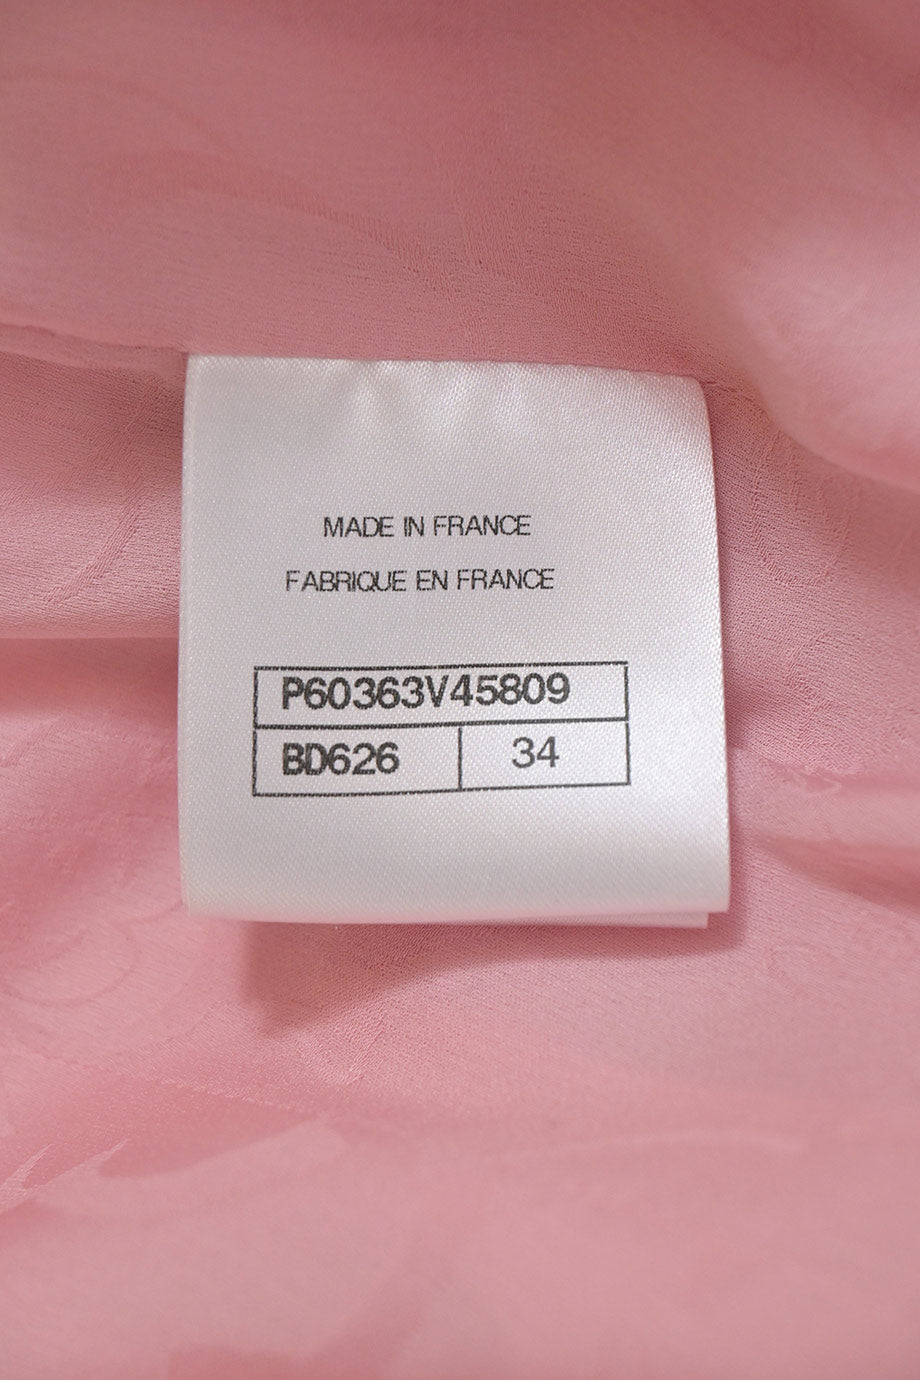 MADE IN FRANCE
FABRIQUE EN FRANCE
P60363V45809
BD626 34